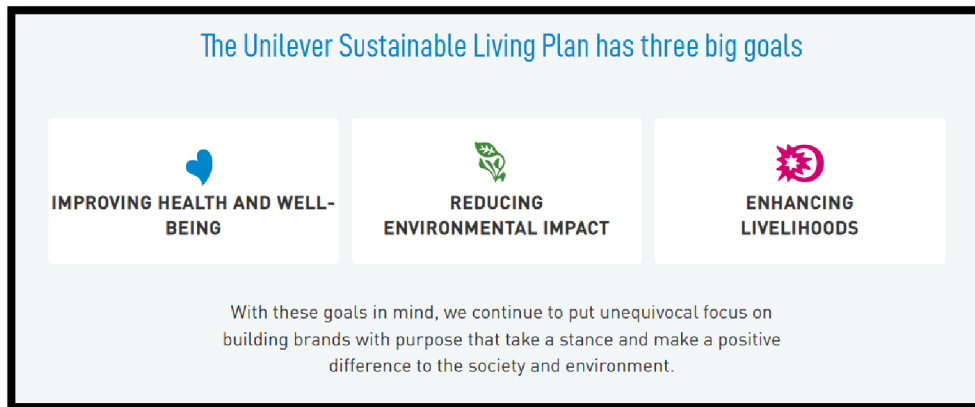 The Unilever Sustainable Living Plan has three big goals
IMPROVING HEALTH AND WELL-
BEING
REDUCING
ENVIRONMENTAL IMPACT
ENHANCING
LIVELIHOODS
With these goals in mind, we continue to put unequivocal focus on
building brands with purpose that take a stance and make a positive
difference to the society and environment.